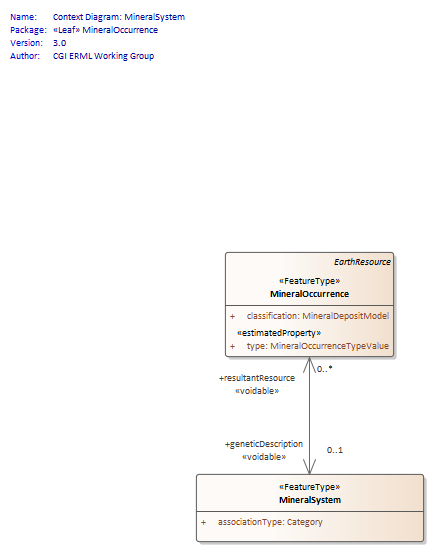 Name: Context Diagram: MineralSystem
Package: «Leaf» MineralOccurrence
Version: 3.0
Author: CGI ERML Working Group
EarthResource
«FeatureType»
MineralOccurrence
+ classification: MineralDepositModel
«estimatedProperty»
+ type: MineralOccurrenceTypeValue
0..*
+resultantResource
«voidable»
+geneticDescription
0..1
«voidable»
«FeatureType»
MineralSystem
+ associationType: Category